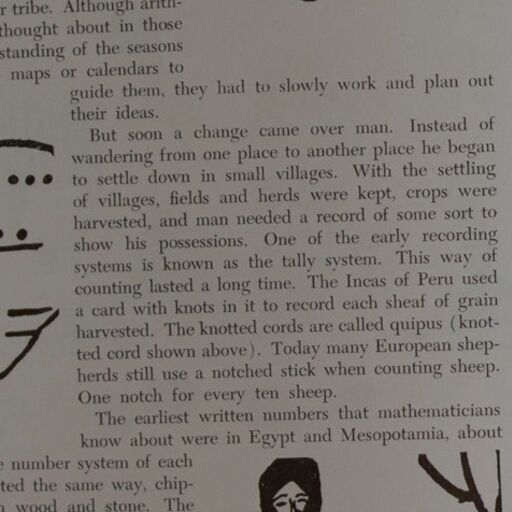 r tribe. Although arith-
thought about in those
standing of the seasons
maps or calendars to
guide them, they had to slowly work and plan out
their ideas.
But soon a change came over man. Instead of
wandering from one place to another place he began
to settle down in small villages. With the settling
of villages, fields and herds were kept, crops were
harvested, and man needed a record of some sort to
show his possessions. One of the early recording
systems is known as the tally system. This way of
counting lasted a long time. The Incas of Peru used
a card with knots in it to record each sheaf of grain
harvested. The knotted cords are called quipus (knot-
ted cord shown above). Today many European shep-
herds still use a notched stick when counting sheep.
One notch for every ten sheep.
The earliest written numbers that mathematicians
know about were in Egypt and Mesopotamia, about
e number system of each
ted the same way, chip-
wood and stone. The